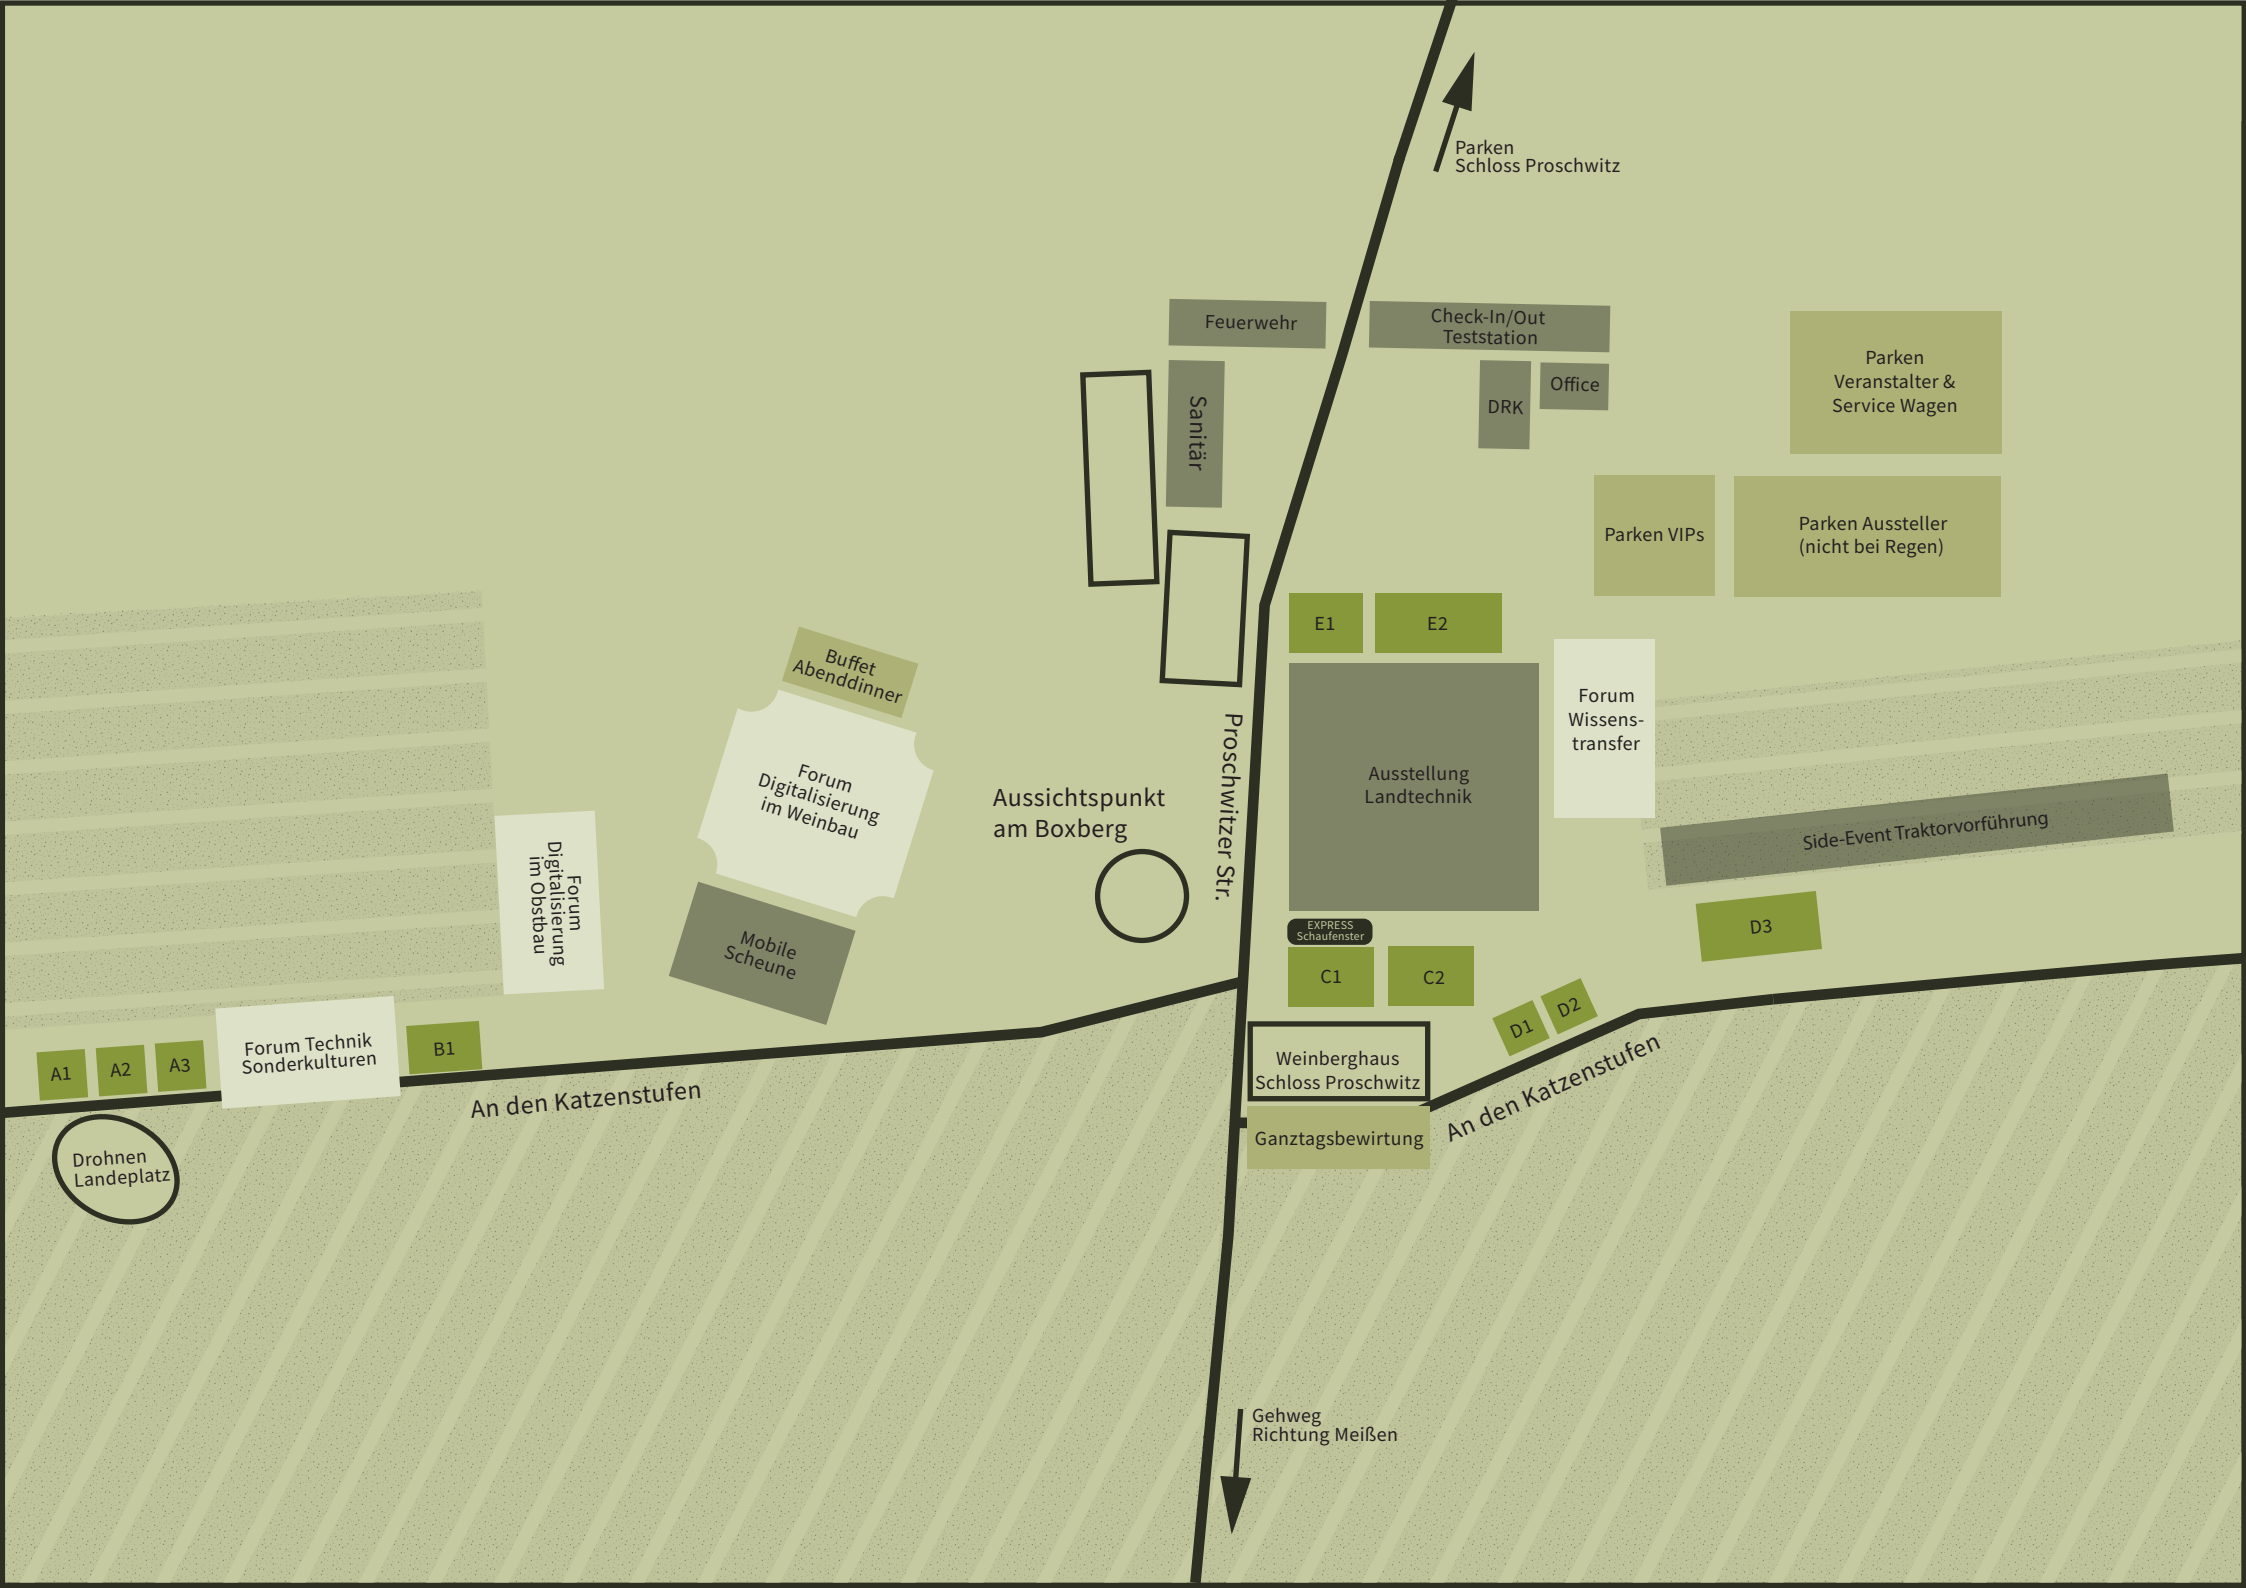 Parken
Schloss Proschwitz
Feuerwehr
Check-In/Out
Teststation
Sanitär
DRK
Office
Parken
Veranstalter &
Service Wagen
Parken VIPs
Parken Aussteller
(nicht bei Regen)
E1
E2
Buffet
Abenddinner
Forum
Digitalisierung
im Weinbau
Mobile
Scheune
Forum
Digitalisierung
im Obstbau
Aussichtspunkt
am Boxberg
Proschwitzer Str.
Ausstellung
Landtechnik
Forum
Wissens-
transfer
Side-Event Traktorvorführung
EXPRESS
Schaufenster
C1
C2
D1
D2
D3
A1
A2
A3
Forum Technik
Sonderkulturen
B1
An den Katzenstufen
Drohnen
Landeplatz
Weinberghaus
Schloss Proschwitz
Ganztagsbewirtung
An den Katzenstufen
Gehweg
Richtung Meißen